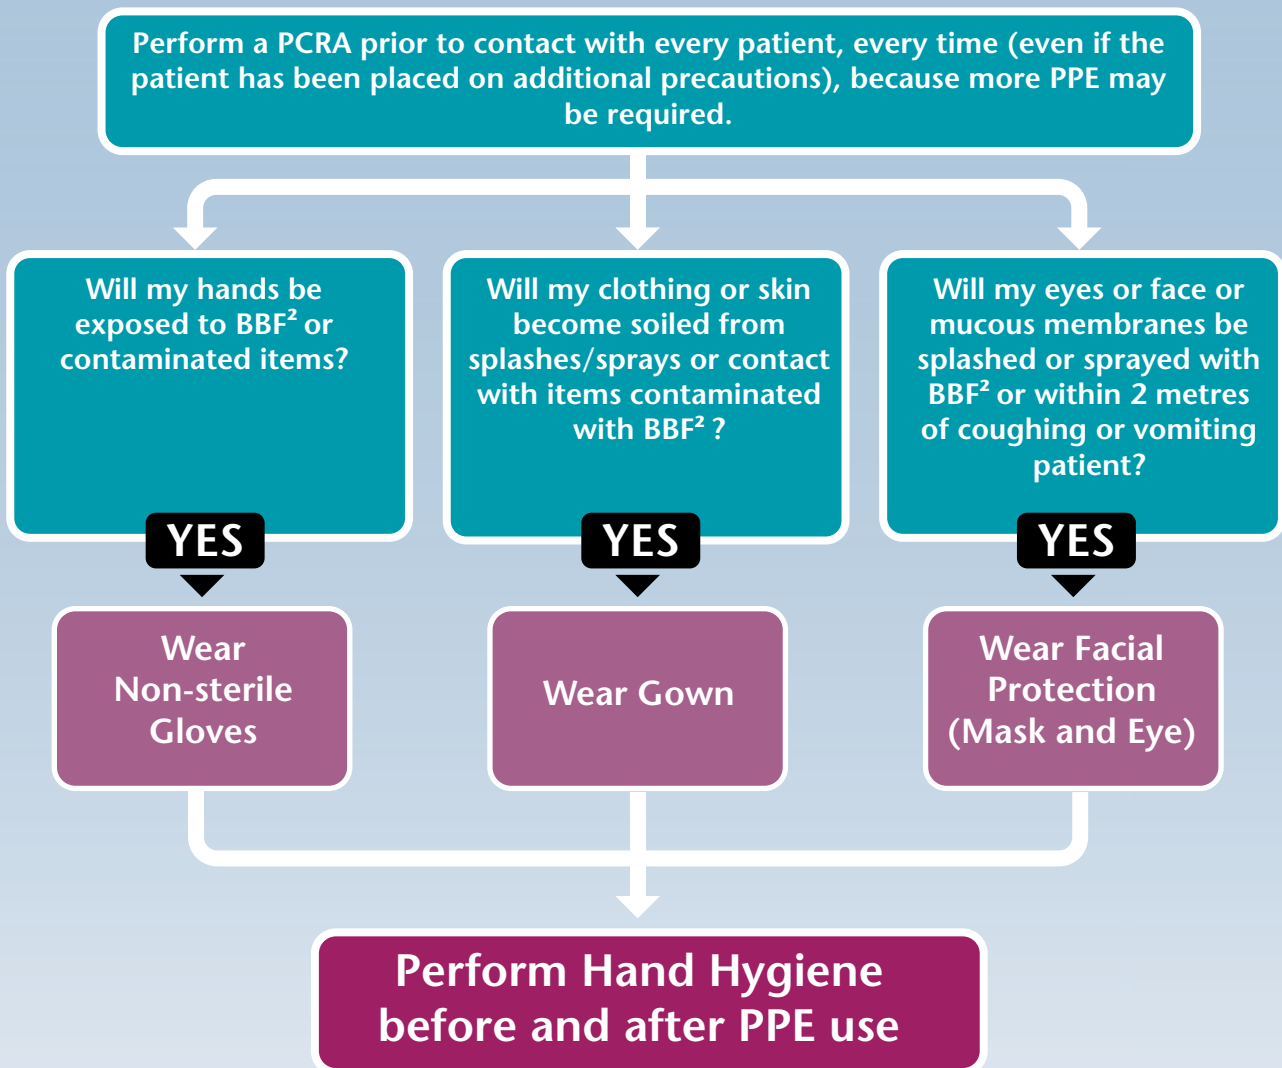 Perform a PCRA prior to contact with every patient, every time (even if the
patient has been placed on additional precautions), because more PPE may
be required.
Will my hands be
exposed to BBF² or
contaminated items?
YES
Wear
Non-sterile
Gloves
Will my clothing or skin
become soiled from
splashes/sprays or contact
with items contaminated
with BBF² ?
YES
Wear Gown
Will my eyes or face or
mucous membranes be
splashed or sprayed with
BBF² or within 2 metres
of coughing or vomiting
patient?
YES
Wear Facial
Protection
(Mask and Eye)
Perform Hand Hygiene
before and after PPE use